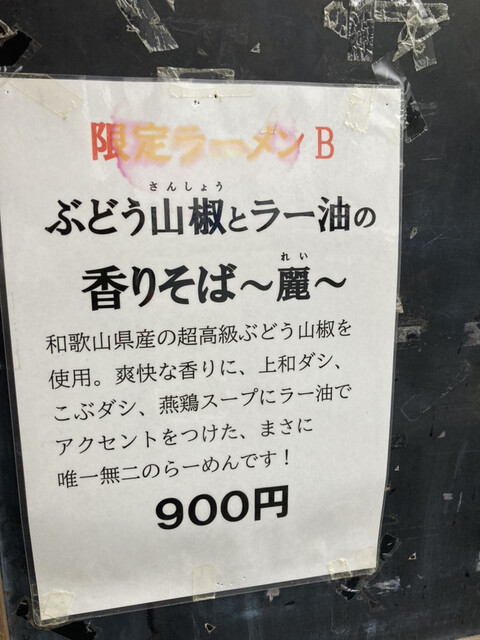 限定ラーメンB
さんしょう
ぶどう山椒とラー油の
れい
香りそば~麗~
和歌山県産の超高級ぶどう山椒を
使用。爽快な香りに、上和ダシ、
こぶダシ、燕鶏スープにラー油で
アクセントをつけた、まさに
唯一無二のらーめんです!
900円